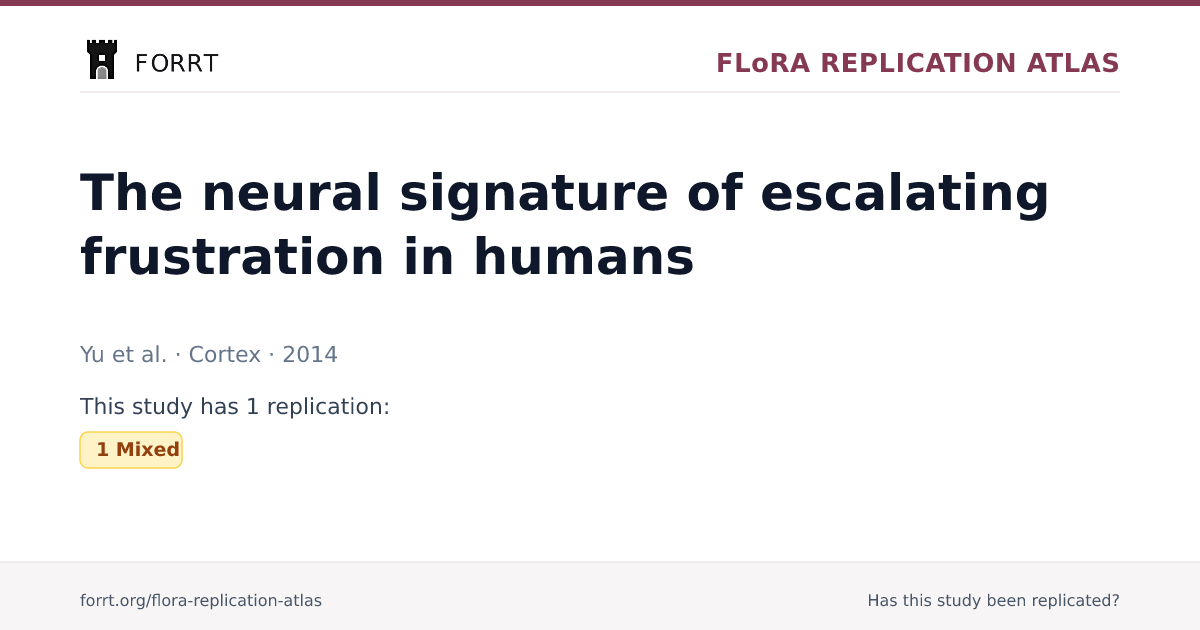 FORRT
FLoRA REPLICATION ATLAS
The neural signature of escalating
frustration in humans
Yu et al. · Cortex · 2014
This study has 1 replication:
1 Mixed
forrt.org/flora-replication-atlas
Has this study been replicated?